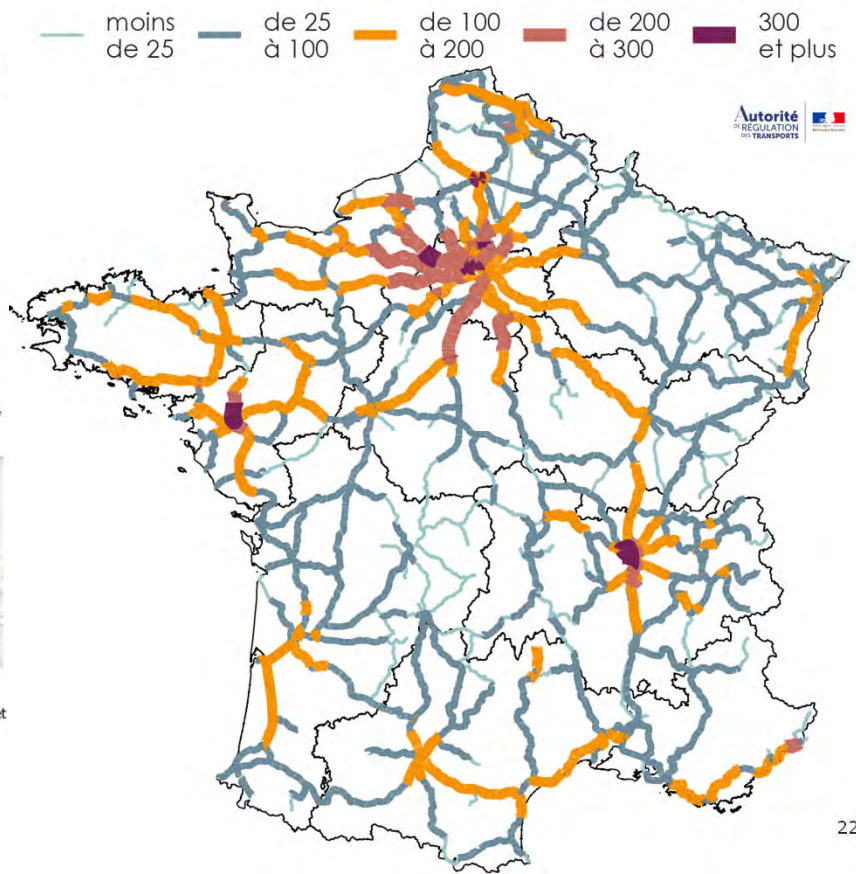 moins
de 25
de 25
à 100
de 100
à 200
de 200
à 300
300
et plus
Autorité
DE RÉGULATION
DES TRANSPORTS
et
22